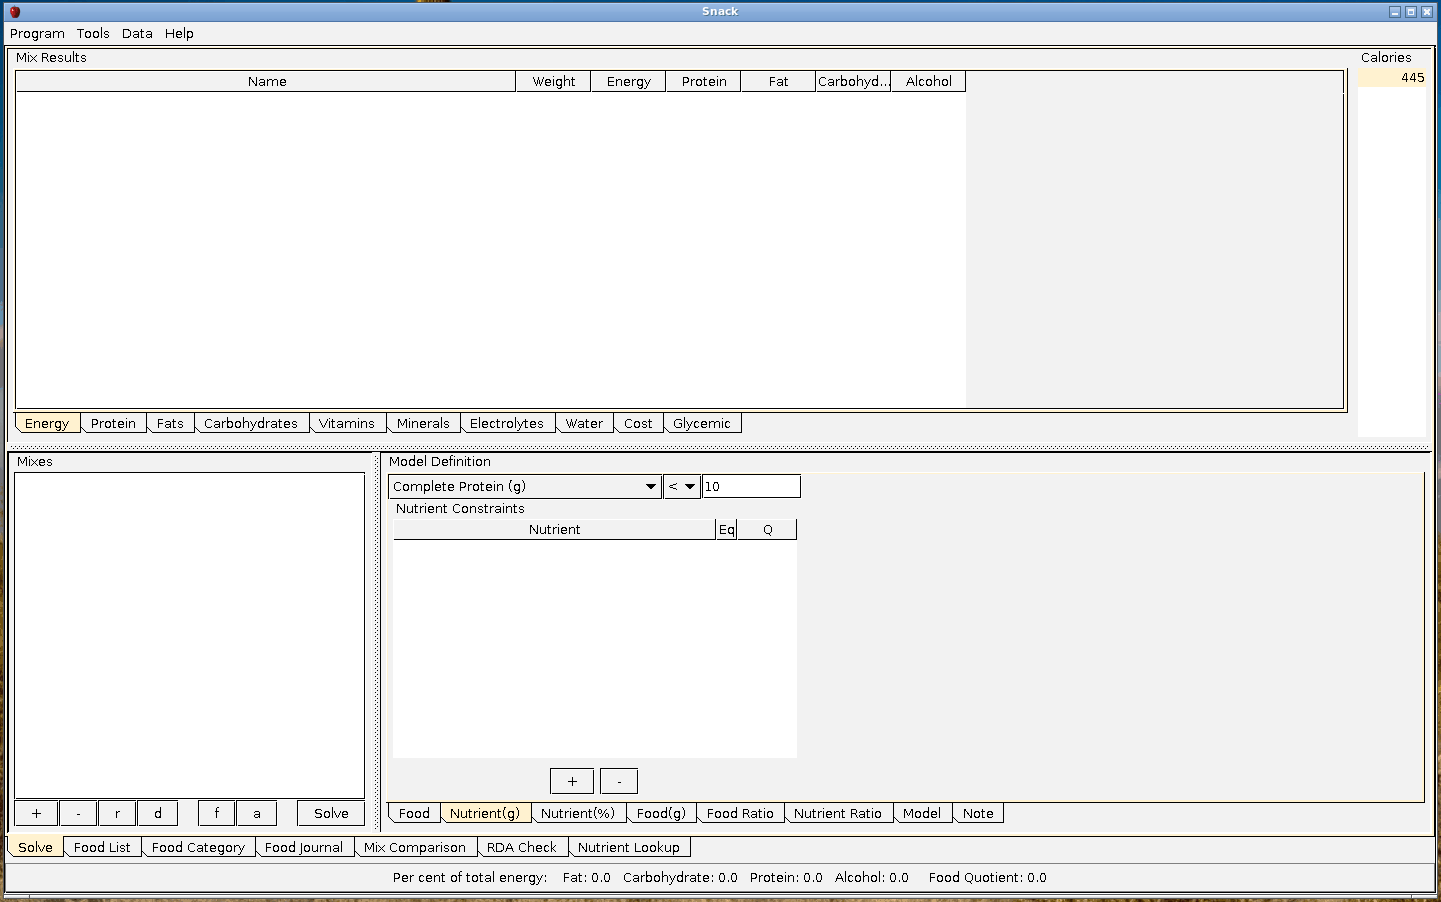 Snack
Program Tools Data Help
Mix Results
Calories
Name Weight Energy Protein Fat Carbohyd... Alcohol
445
Energy Protein Fats Carbohydrates Vitamins Minerals Electrolytes Water Cost Glycemic
Mixes
Model Definition
Complete Protein (g) < 10
Nutrient Constraints
Nutrient Eq Q
+ -
+ - r d f a Solve
Food Nutrient(g) Nutrient(%) Food(g) Food Ratio Nutrient Ratio Model Note
Solve Food List Food Category Food Journal Mix Comparison RDA Check Nutrient Lookup
Per cent of total energy: Fat: 0.0 Carbohydrate: 0.0 Protein: 0.0 Alcohol: 0.0 Food Quotient: 0.0